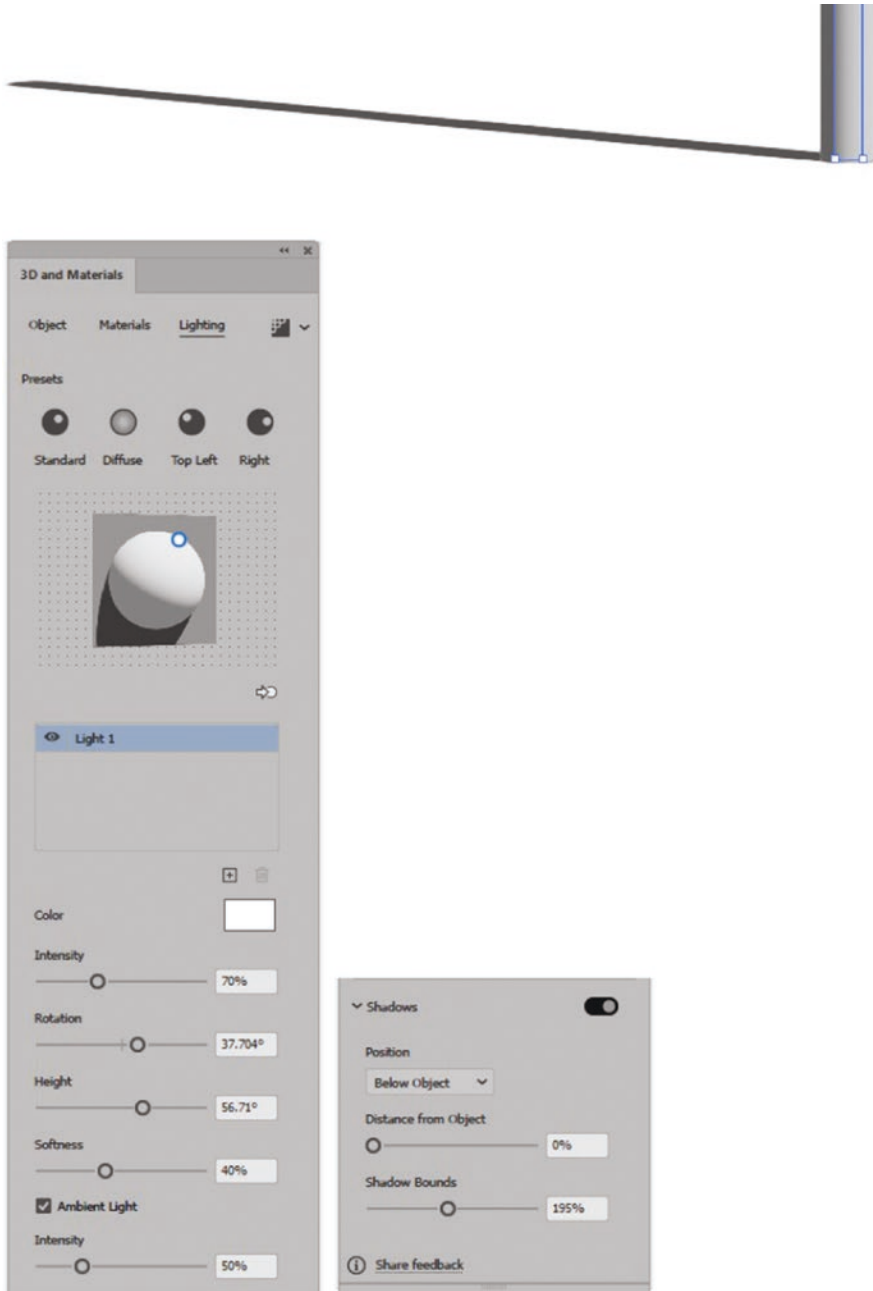 3D and Materials
Object Materials Lighting
Presets
Standard Diffuse Top Left Right
Light 1
Color
Intensity
70%
Rotation
37.704°
Height
56.71°
Softness
40%
Ambient Light
Intensity
50%
Shadows
Position
Below Object
Distance from Object
0%
Shadow Bounds
195%
Share feedback